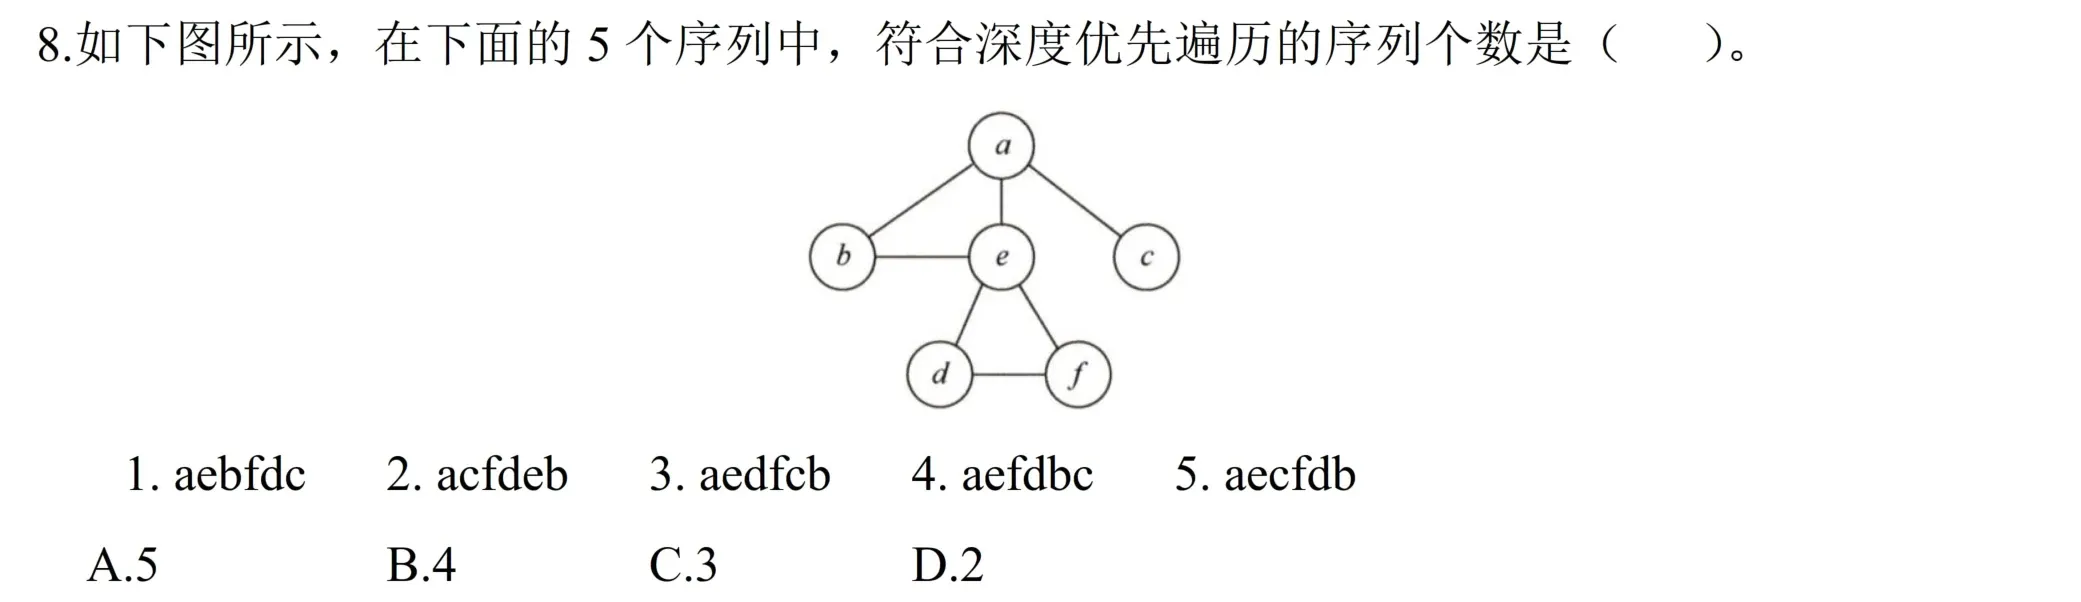 8.如下图所示，在下面的 5 个序列中，符合深度优先遍历的序列个数是（　　）。
a
b e c
d f
1. aebfdc 2. acfdeb 3. aedfcb 4. aefdbc 5. aecfdb
A.5 B.4 C.3 D.2